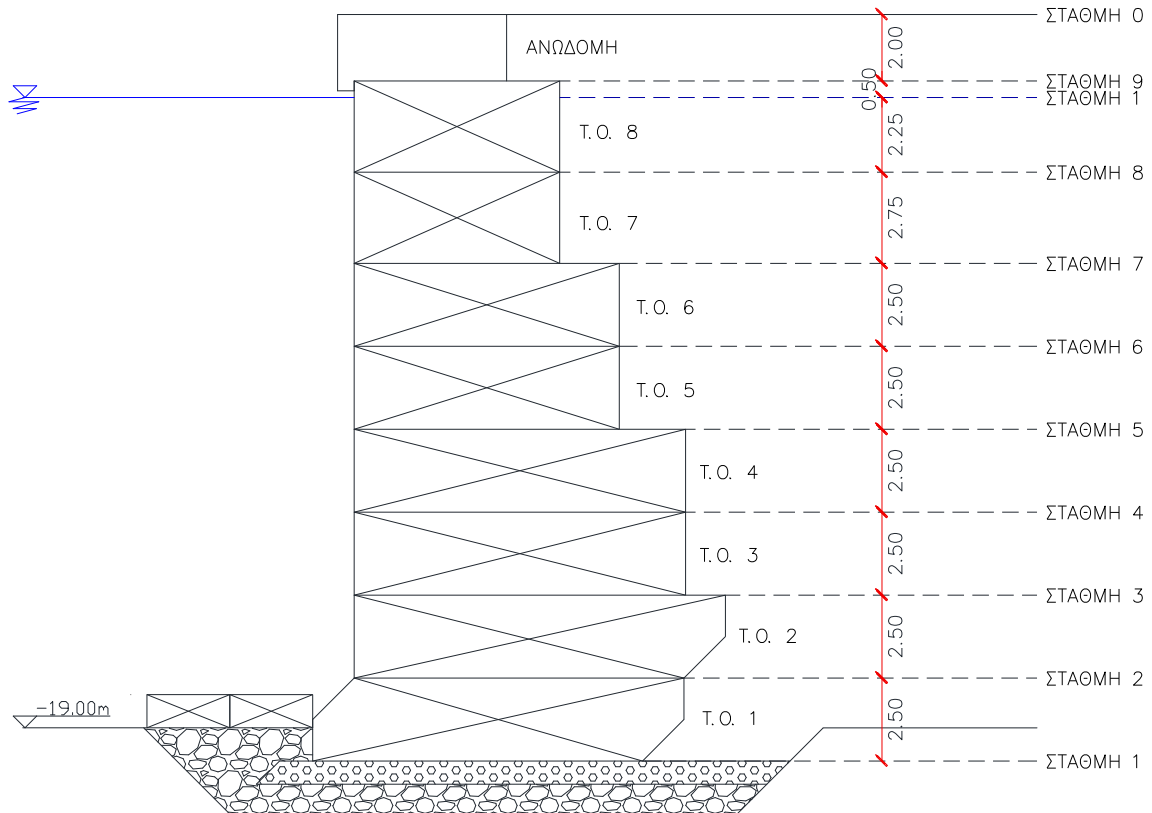 ΣΤΑΘΜΗ 0
ΑΝΩΔΟΜΗ
2.00
ΣΤΑΘΜΗ 9
0.50
ΣΤΑΘΜΗ 1
Τ.Ο. 8
2.25
ΣΤΑΘΜΗ 8
Τ.Ο. 7
2.75
ΣΤΑΘΜΗ 7
Τ.Ο. 6
2.50
ΣΤΑΘΜΗ 6
Τ.Ο. 5
2.50
ΣΤΑΘΜΗ 5
Τ.Ο. 4
2.50
ΣΤΑΘΜΗ 4
Τ.Ο. 3
2.50
ΣΤΑΘΜΗ 3
Τ.Ο. 2
2.50
ΣΤΑΘΜΗ 2
-19.00m
Τ.Ο. 1
2.50
ΣΤΑΘΜΗ 1